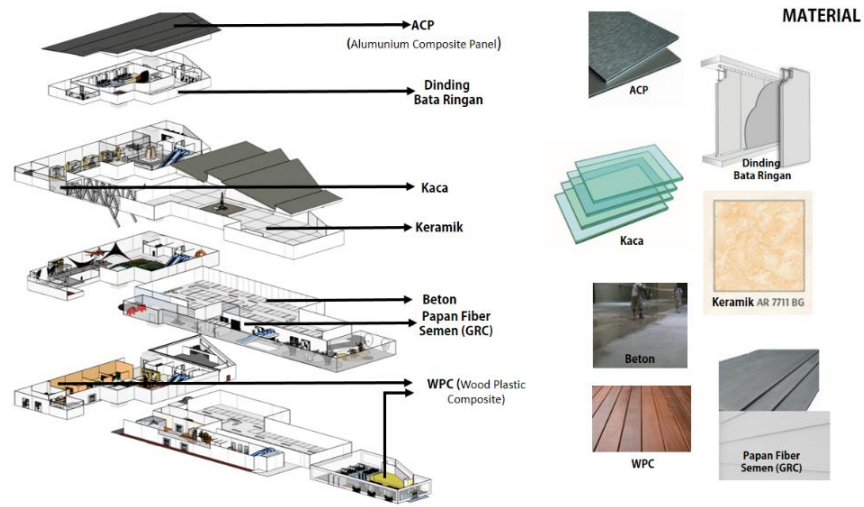 MATERIAL
ACP
(Alumunium Composite Panel)
Dinding
Bata Ringan
Kaca
Keramik
Beton
Papan Fiber
Semen (GRC)
WPC (Wood Plastic
Composite)
ACP
Dinding
Bata Ringan
Kaca
Keramik AR 7711 BG
Beton
WPC
Papan Fiber
Semen (GRC)